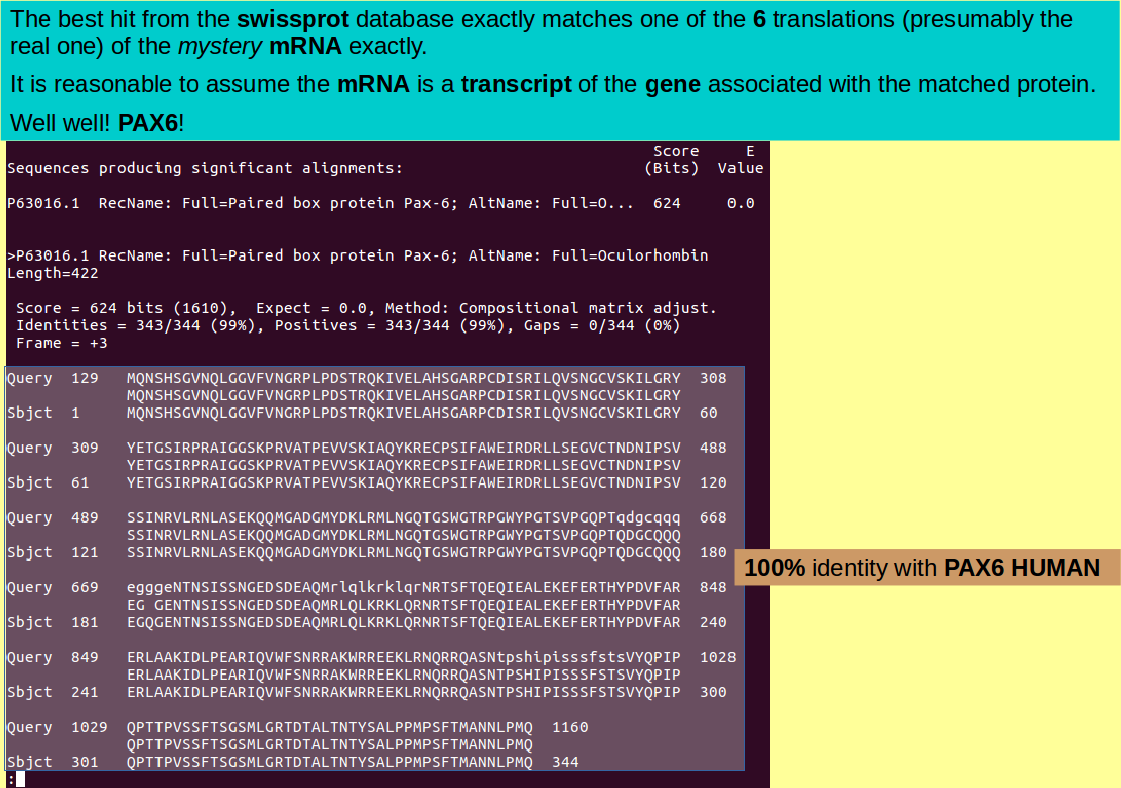 The best hit from the swissprot database exactly matches one of the 6 translations (presumably the
real one) of the mystery mRNA exactly.
It is reasonable to assume the mRNA is a transcript of the gene associated with the matched protein.
Well well! PAX6!
Score E
Sequences producing significant alignments: (Bits) Value
P63016.1 RecName: Full=Paired box protein Pax-6; AltName: Full=O... 624 0.0
>P63016.1 RecName: Full=Paired box protein Pax-6; AltName: Full=Oculorhombin
Length=422
Score = 624 bits (1610), Expect = 0.0, Method: Compositional matrix adjust.
Identities = 343/344 (99%), Positives = 343/344 (99%), Gaps = 0/344 (0%)
Frame = +3
Query 129 MQNSHSGVNQLGGVFVNGRPLPDSTRQKIVELAHSGARPCDISRILQVSNGCVSKILGRY 308
MQNSHSGVNQLGGVFVNGRPLPDSTRQKIVELAHSGARPCDISRILQVSNGCVSKILGRY
Sbjct 1 MQNSHSGVNQLGGVFVNGRPLPDSTRQKIVELAHSGARPCDISRILQVSNGCVSKILGRY 60
Query 309 YETGSIRPRAIGGSKPRVATPEVVSKIAQYKRECPSIFAWEIRDRLLSEGVCTNDNIPSV 488
YETGSIRPRAIGGSKPRVATPEVVSKIAQYKRECPSIFAWEIRDRLLSEGVCTNDNIPSV
Sbjct 61 YETGSIRPRAIGGSKPRVATPEVVSKIAQYKRECPSIFAWEIRDRLLSEGVCTNDNIPSV 120
Query 489 SSINRVLRNLASEKQQMGADGMYDKLRMLNGQTGSWGTRPGWYPGTSVPGQPTqdgcqqq 668
SSINRVLRNLASEKQQMGADGMYDKLRMLNGQTGSWGTRPGWYPGTSVPGQPTQDGCQQQ
Sbjct 121 SSINRVLRNLASEKQQMGADGMYDKLRMLNGQTGSWGTRPGWYPGTSVPGQPTQDGCQQQ 180
100% identity with PAX6 HUMAN
Query 669 egggeNTNSISSNGEDSDEAQMrlqlkrklqrNRTSFTQEQIEALEKEFERTHYPDVFAR 848
EG GENTNSISSNGEDSDEAQMRLQLKRKLQRNRTSFTQEQIEALEKEFERTHYPDVFAR
Sbjct 181 EGQGENTNSISSNGEDSDEAQMRLQLKRKLQRNRTSFTQEQIEALEKEFERTHYPDVFAR 240
Query 849 ERLAAKIDLPEARIQVWFSNRRAKWRREEKLRNQRRQASNtpshipisssfstsVYQPIP 1028
ERLAAKIDLPEARIQVWFSNRRAKWRREEKLRNQRRQASNTPSHIPISSSFSTSVYQPIP
Sbjct 241 ERLAAKIDLPEARIQVWFSNRRAKWRREEKLRNQRRQASNTPSHIPISSSFSTSVYQPIP 300
Query 1029 QPTTPVSSFTSGSMLGRTDTALTNTYSALPPMPSFTMANNLPMQ 1160
QPTTPVSSFTSGSMLGRTDTALTNTYSALPPMPSFTMANNLPMQ
Sbjct 301 QPTTPVSSFTSGSMLGRTDTALTNTYSALPPMPSFTMANNLPMQ 344
: